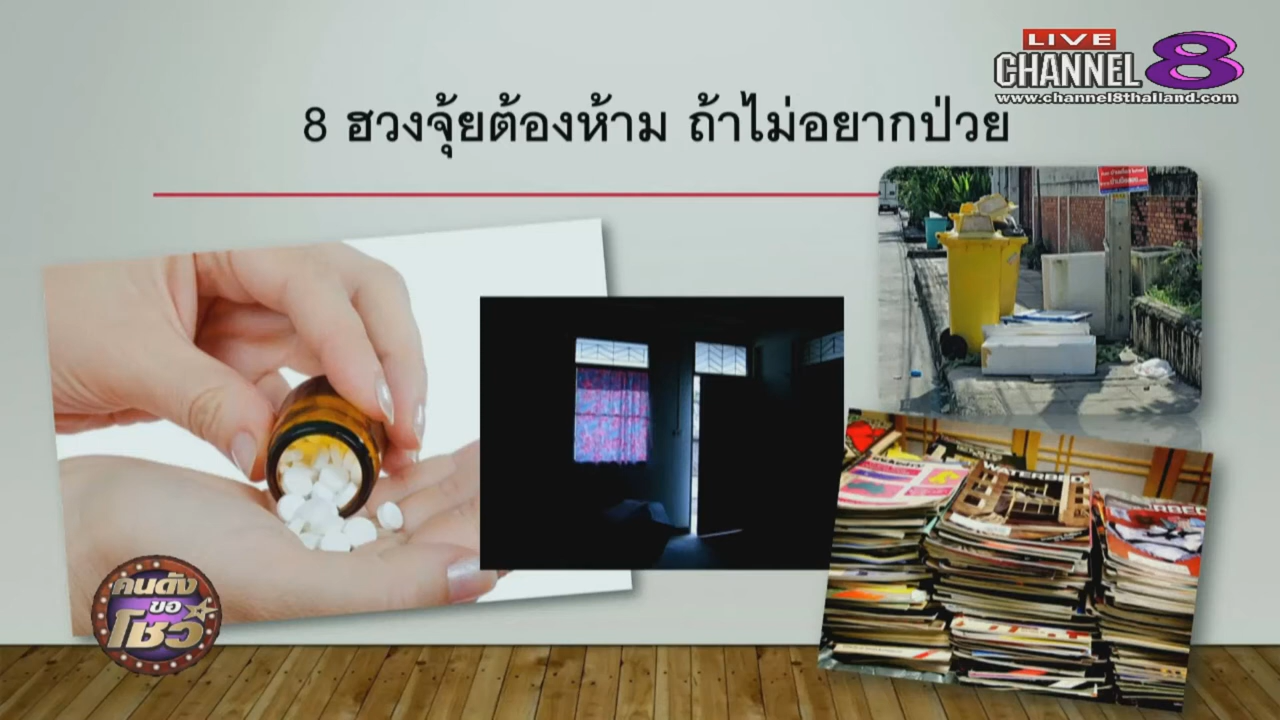 LIVE
CHANNEL 8
www.channel8thailand.com
8 ฮวงจุ้ยต้องห้าม ถ้าไม่อยากป่วย
WATERBED
คนดัง
ขอ
โชว์